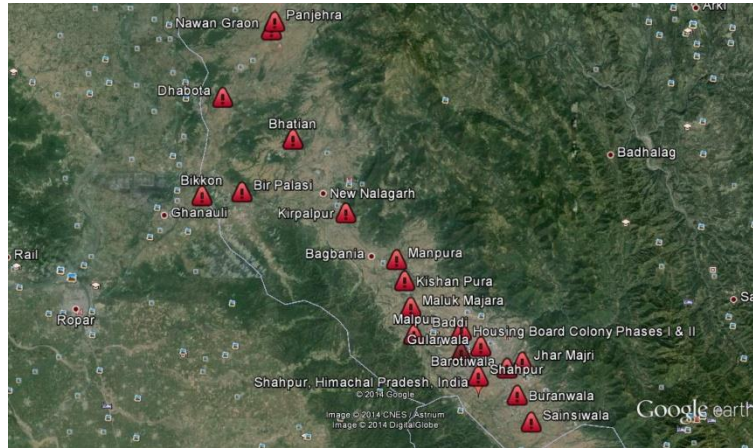 Panjehra
Nawan Graon
Arki
Dhabota
Bhatian
Badhalag
Bikkon
Bir Palasi
New Nalagarh
Ghanauli
Kirpalpur
Rail
Bagbania
Manpura
Kishan Pura
Sa
Maluk Majara
Ropar
Malpu
Baddi
Housing Board Colony Phases I & II
Gularwala
Barotiwala
Jhar Majri
Shahpur
Shahpur, Himachal Pradesh, India
Buranwala
© 2014 Google
Image © 2014 CNES / Astrium
Image © 2014 DigitalGlobe
Sainsiwala
Google earth